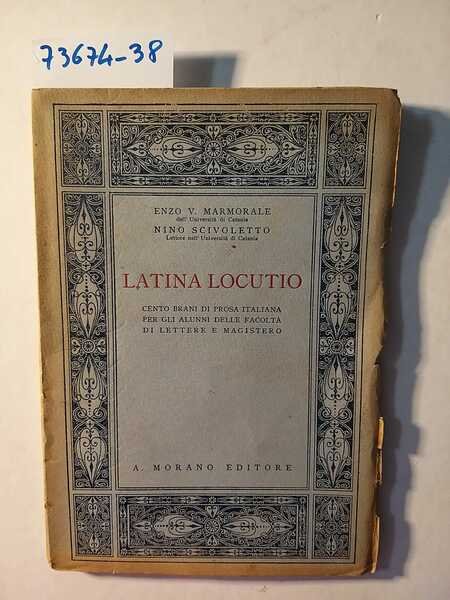 73674-38
ENZO V. MARMORALE
dell'Università di Catania
NINO SCIVOLETTO
Lettore nell'Università di Catania
LATINA LOCUTIO
CENTO BRANI DI PROSA ITALIANA
PER GLI ALUNNI DELLE FACOLTÀ
DI LETTERE E MAGISTERO
A. MORANO EDITORE